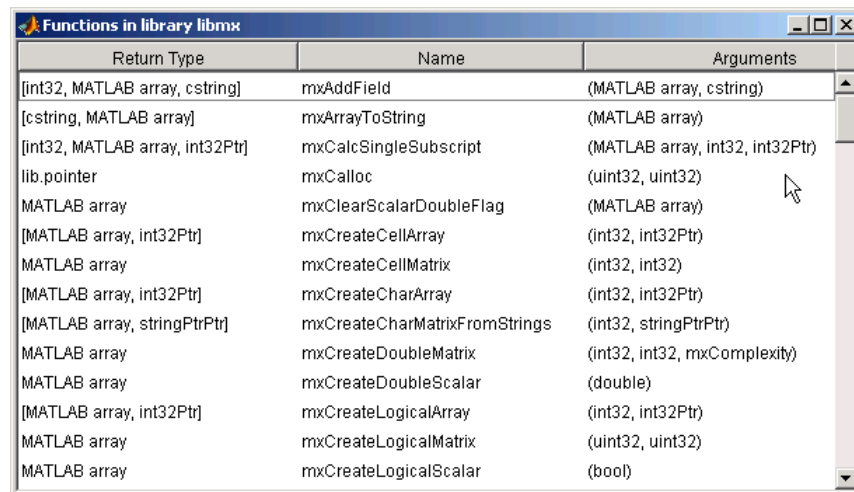 Functions in library libmx
Return Type Name Arguments
[int32, MATLAB array, cstring] mxAddField (MATLAB array, cstring)
[cstring, MATLAB array] mxArrayToString (MATLAB array)
[int32, MATLAB array, int32Ptr] mxCalcSingleSubscript (MATLAB array, int32, int32Ptr)
lib.pointer mxCalloc (uint32, uint32)
MATLAB array mxClearScalarDoubleFlag (MATLAB array)
[MATLAB array, int32Ptr] mxCreateCellArray (int32, int32Ptr)
MATLAB array mxCreateCellMatrix (int32, int32)
[MATLAB array, int32Ptr] mxCreateCharArray (int32, int32Ptr)
[MATLAB array, stringPtrPtr] mxCreateCharMatrixFromStrings (int32, stringPtrPtr)
MATLAB array mxCreateDoubleMatrix (int32, int32, mxComplexity)
MATLAB array mxCreateDoubleScalar (double)
[MATLAB array, int32Ptr] mxCreateLogicalArray (int32, int32Ptr)
MATLAB array mxCreateLogicalMatrix (uint32, uint32)
MATLAB array mxCreateLogicalScalar (bool)